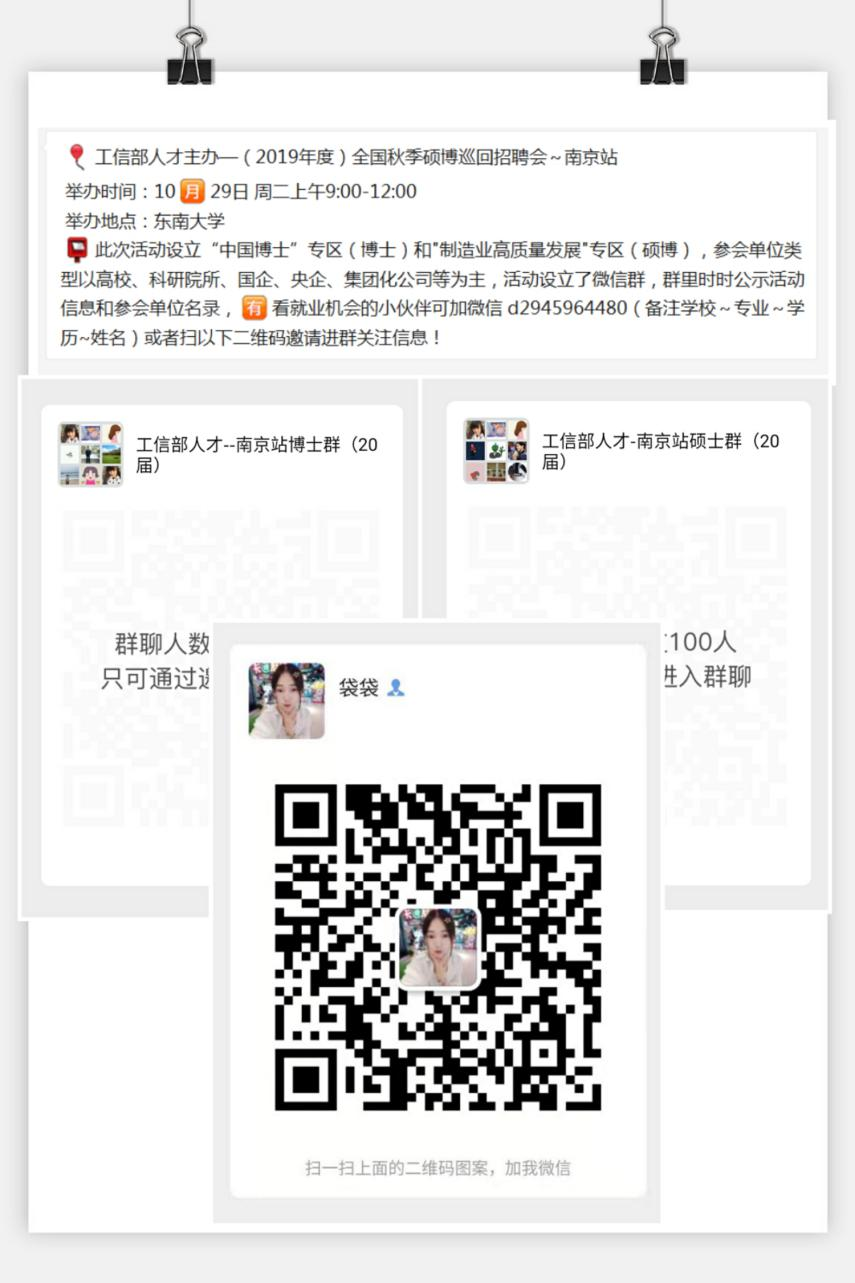 工信部人才主办—（2019年度）全国秋季硕博巡回招聘会~南京站
举办时间：10 月 29日 周二上午9:00-12:00
举办地点：东南大学
此次活动设立“中国博士”专区（博士）和"制造业高质量发展"专区（硕博），参会单位类
型以高校、科研院所、国企、央企、集团化公司等为主，活动设立了微信群，群里时时公示活动
信息和参会单位名录， 有 看就业机会的小伙伴可加微信 d2945964480（备注学校~专业~学
历~姓名）或者扫以下二维码邀请进群关注信息！
工信部人才--南京站博士群（20
届）
工信部人才-南京站硕士群（20
届）
群聊人数
只可通过
100人
进入群聊
袋袋
扫一扫上面的二维码图案，加我微信